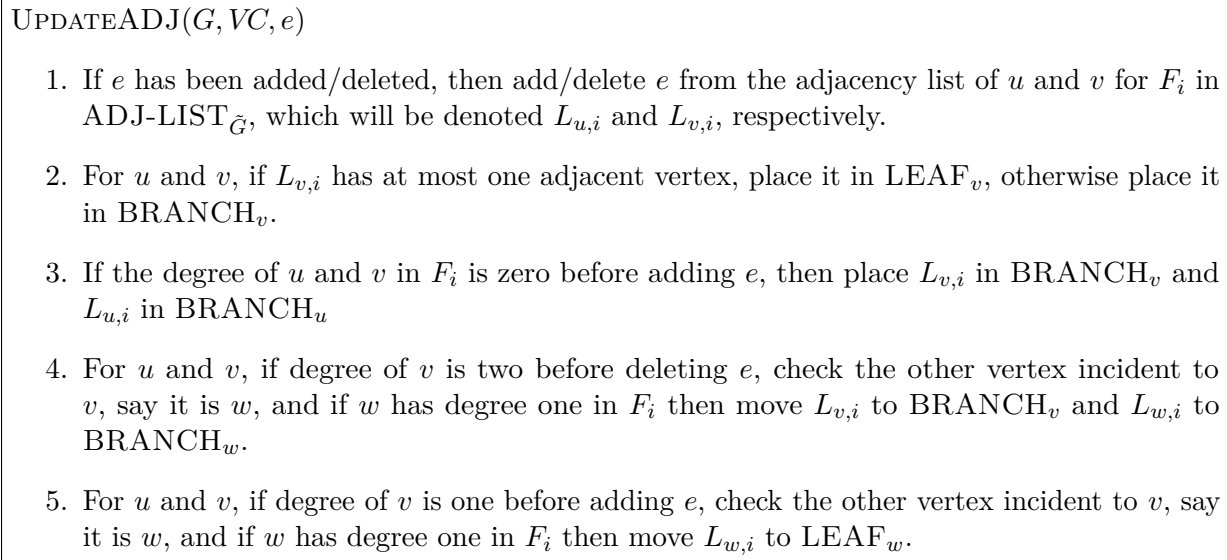 UPDATEADJ(G, VC, e)
1. If e has been added/deleted, then add/delete e from the adjacency list of u and v for F_i in
ADJ-LIST_G̃, which will be denoted L_{u,i} and L_{v,i}, respectively.
2. For u and v, if L_{v,i} has at most one adjacent vertex, place it in LEAF_v, otherwise place it
in BRANCH_v.
3. If the degree of u and v in F_i is zero before adding e, then place L_{v,i} in BRANCH_v and
L_{u,i} in BRANCH_u
4. For u and v, if degree of v is two before deleting e, check the other vertex incident to
v, say it is w, and if w has degree one in F_i then move L_{v,i} to BRANCH_v and L_{w,i} to
BRANCH_w.
5. For u and v, if degree of v is one before adding e, check the other vertex incident to v, say
it is w, and if w has degree one in F_i then move L_{w,i} to LEAF_w.